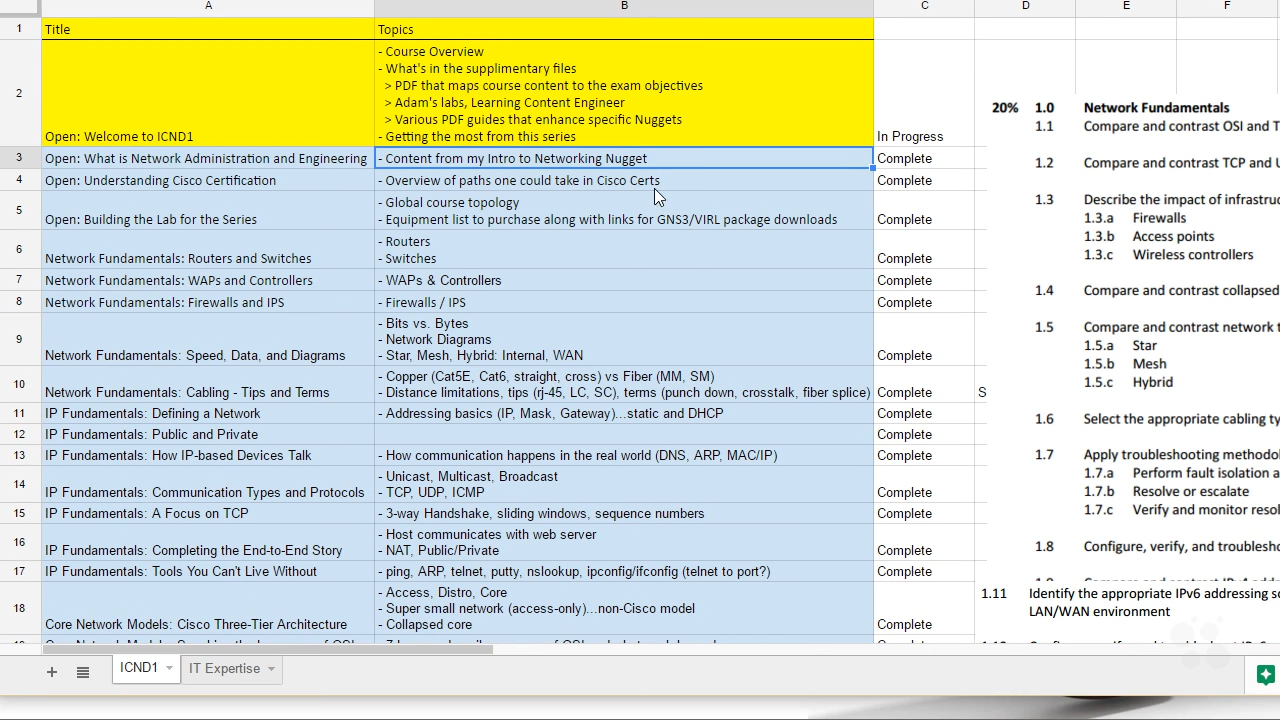 A B C D E F
1 Title Topics
- Course Overview
- What's in the supplimentary files
> PDF that maps course content to the exam objectives
> Adam's labs, Learning Content Engineer
> Various PDF guides that enhance specific Nuggets
2 Open: Welcome to ICND1 - Getting the most from this series In Progress
3 Open: What is Network Administration and Engineering - Content from my Intro to Networking Nugget Complete
4 Open: Understanding Cisco Certification - Overview of paths one could take in Cisco Certs Complete
- Global course topology
5 Open: Building the Lab for the Series - Equipment list to purchase along with links for GNS3/VIRL package downloads Complete
- Routers
6 Network Fundamentals: Routers and Switches - Switches Complete
7 Network Fundamentals: WAPs and Controllers - WAPs & Controllers Complete
8 Network Fundamentals: Firewalls and IPS - Firewalls / IPS Complete
- Bits vs. Bytes
- Network Diagrams
9 Network Fundamentals: Speed, Data, and Diagrams - Star, Mesh, Hybrid: Internal, WAN Complete
- Copper (Cat5E, Cat6, straight, cross) vs Fiber (MM, SM)
10 Network Fundamentals: Cabling - Tips and Terms - Distance limitations, tips (rj-45, LC, SC), terms (punch down, crosstalk, fiber splice) Complete S
11 IP Fundamentals: Defining a Network - Addressing basics (IP, Mask, Gateway)...static and DHCP Complete
12 IP Fundamentals: Public and Private Complete
13 IP Fundamentals: How IP-based Devices Talk - How communication happens in the real world (DNS, ARP, MAC/IP) Complete
- Unicast, Multicast, Broadcast
14 IP Fundamentals: Communication Types and Protocols - TCP, UDP, ICMP Complete
15 IP Fundamentals: A Focus on TCP - 3-way Handshake, sliding windows, sequence numbers Complete
- Host communicates with web server
16 IP Fundamentals: Completing the End-to-End Story - NAT, Public/Private Complete
17 IP Fundamentals: Tools You Can't Live Without - ping, ARP, telnet, putty, nslookup, ipconfig/ifconfig (telnet to port?) Complete
- Access, Distro, Core
- Super small network (access-only)...non-Cisco model
18 Core Network Models: Cisco Three-Tier Architecture - Collapsed core Complete
20% 1.0 Network Fundamentals
1.1 Compare and contrast OSI and T
1.2 Compare and contrast TCP and U
1.3 Describe the impact of infrastruc
1.3.a Firewalls
1.3.b Access points
1.3.c Wireless controllers
1.4 Compare and contrast collapsed
1.5 Compare and contrast network t
1.5.a Star
1.5.b Mesh
1.5.c Hybrid
1.6 Select the appropriate cabling ty
1.7 Apply troubleshooting methodol
1.7.a Perform fault isolation a
1.7.b Resolve or escalate
1.7.c Verify and monitor resol
1.8 Configure, verify, and troublesho
1.11 Identify the appropriate IPv6 addressing sc
LAN/WAN environment
ICND1 IT Expertise